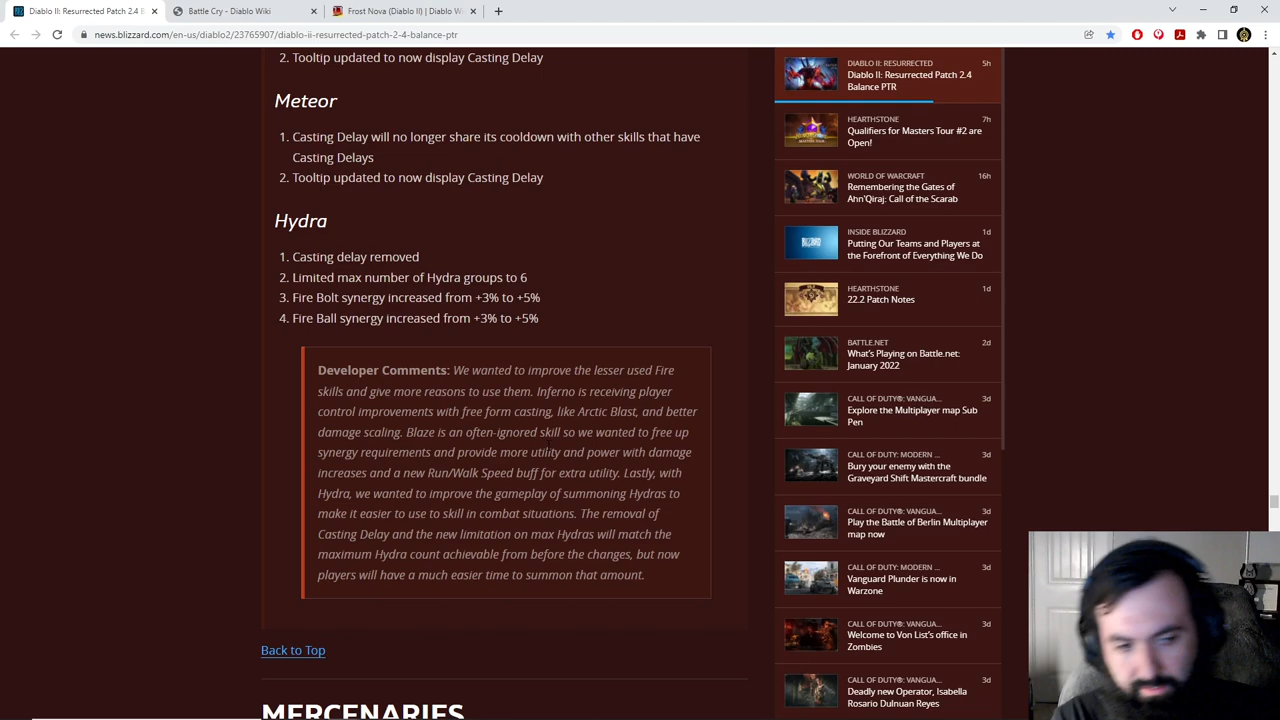 Diablo II: Resurrected Patch 2.4 B
Battle Cry - Diablo Wiki
Frost Nova (Diablo II) | Diablo W
news.blizzard.com/en-us/diablo2/23765907/diablo-ii-resurrected-patch-2-4-balance-ptr
2. Tooltip updated to now display Casting Delay
Meteor
1. Casting Delay will no longer share its cooldown with other skills that have
Casting Delays
2. Tooltip updated to now display Casting Delay
Hydra
1. Casting delay removed
2. Limited max number of Hydra groups to 6
3. Fire Bolt synergy increased from +3% to +5%
4. Fire Ball synergy increased from +3% to +5%
Developer Comments: We wanted to improve the lesser used Fire
skills and give more reasons to use them. Inferno is receiving player
control improvements with free form casting, like Arctic Blast, and better
damage scaling. Blaze is an often-ignored skill so we wanted to free up
synergy requirements and provide more utility and power with damage
increases and a new Run/Walk Speed buff for extra utility. Lastly, with
Hydra, we wanted to improve the gameplay of summoning Hydras to
make it easier to use to skill in combat situations. The removal of
Casting Delay and the new limitation on max Hydras will match the
maximum Hydra count achievable from before the changes, but now
players will have a much easier time to summon that amount.
Back to Top
MERCENARIES
DIABLO II: RESURRECTED 5h
Diablo II: Resurrected Patch 2.4
Balance PTR
HEARTHSTONE 7h
Qualifiers for Masters Tour #2 are
Open!
WORLD OF WARCRAFT 16h
Remembering the Gates of
Ahn'Qiraj: Call of the Scarab
INSIDE BLIZZARD 1d
Putting Our Teams and Players at
the Forefront of Everything We Do
HEARTHSTONE 1d
22.2 Patch Notes
BATTLE.NET 2d
What's Playing on Battle.net:
January 2022
CALL OF DUTY®: VANGUA... 3d
Explore the Multiplayer map Sub
Pen
CALL OF DUTY: MODERN ... 3d
Bury your enemy with the
Graveyard Shift Mastercraft bundle
CALL OF DUTY®: VANGUA... 3d
Play the Battle of Berlin Multiplayer
map now
CALL OF DUTY: MODERN ... 3d
Vanguard Plunder is now in
Warzone
CALL OF DUTY®: VANGUA... 3d
Welcome to Von List's office in
Zombies
CALL OF DUTY®: VANGUA... 3d
Deadly new Operator, Isabella
Rosario Dulnuan Reyes